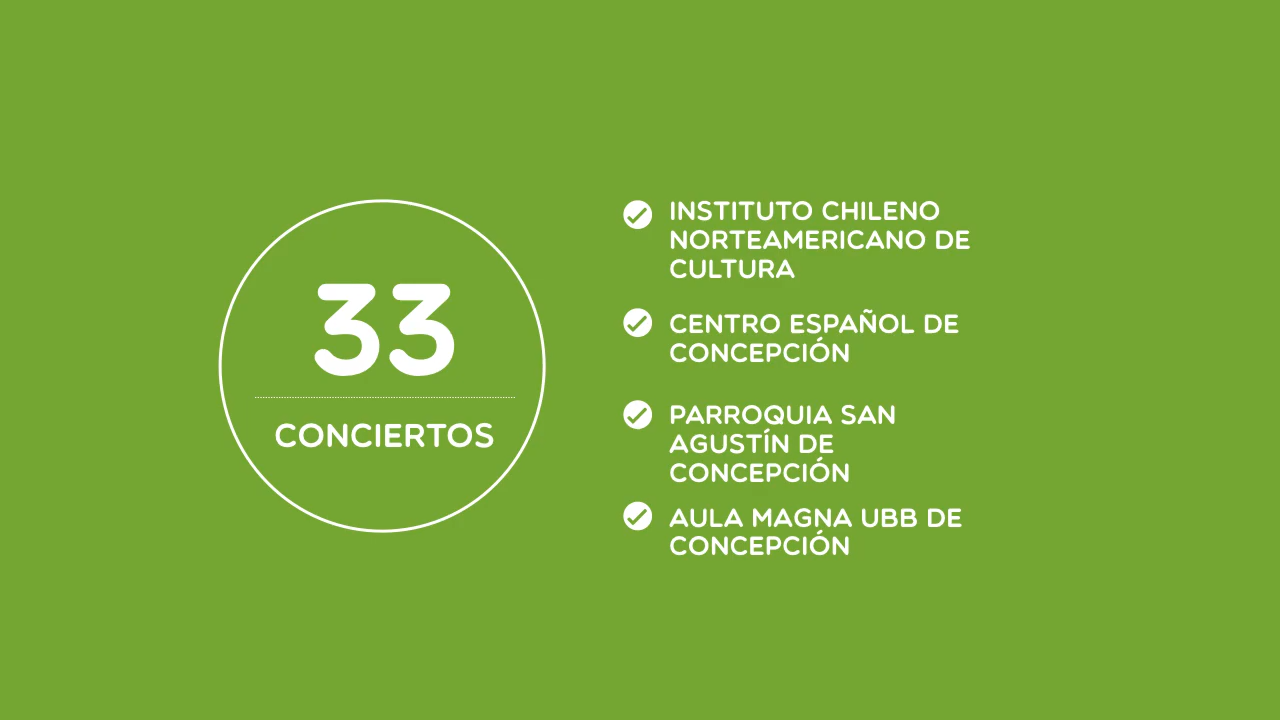 33
CONCIERTOS
INSTITUTO CHILENO
NORTEAMERICANO DE
CULTURA
CENTRO ESPAÑOL DE
CONCEPCIÓN
PARROQUIA SAN
AGUSTÍN DE
CONCEPCIÓN
AULA MAGNA UBB DE
CONCEPCIÓN